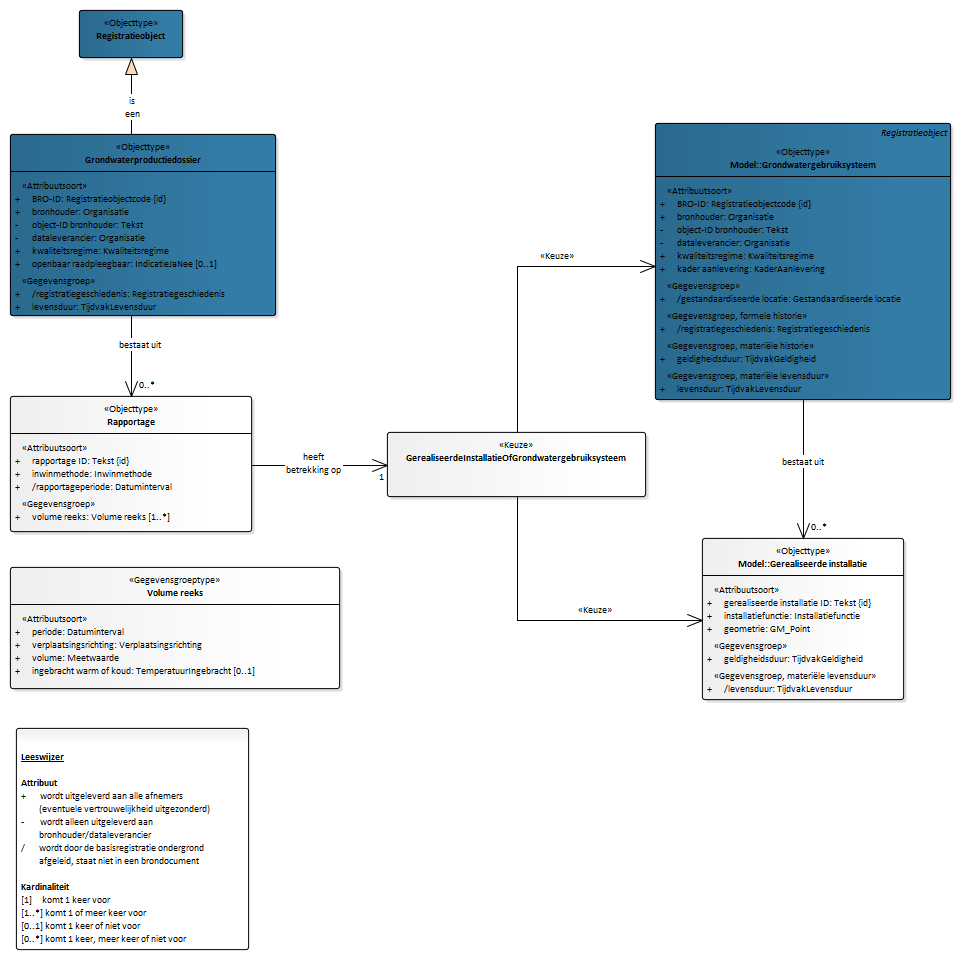 «Objecttype»
Registratieobject
is
een
«Objecttype»
Grondwaterproductiedossier
«Attribuutsoort»
+ BRO-ID: Registratieobjectcode {id}
+ bronhouder: Organisatie
- object-ID bronhouder: Tekst
- dataleverancier: Organisatie
+ kwaliteitsregime: Kwaliteitsregime
+ openbaar raadpleegbaar: IndicatieJaNee [0..1]
«Gegevensgroep»
+ /registratiegeschiedenis: Registratiegeschiedenis
+ levensduur: TijdvakLevensduur
bestaat uit
0..*
«Objecttype»
Rapportage
«Attribuutsoort»
+ rapportage ID: Tekst {id}
+ inwinmethode: Inwinmethode
+ /rapportageperiode: Datuminterval
«Gegevensgroep»
+ volume reeks: Volume reeks [1..*]
heeft
betrekking op
1
«Keuze»
GerealiseerdeInstallatieOfGrondwatergebruiksysteem
«Keuze»
«Keuze»
Registratieobject
«Objecttype»
Model::Grondwatergebruiksysteem
«Attribuutsoort»
+ BRO-ID: Registratieobjectcode {id}
+ bronhouder: Organisatie
- object-ID bronhouder: Tekst
- dataleverancier: Organisatie
+ kwaliteitsregime: Kwaliteitsregime
+ kader aanlevering: KaderAanlevering
«Gegevensgroep»
+ /gestandaardiseerde locatie: Gestandaardiseerde locatie
«Gegevensgroep, formele historie»
+ /registratiegeschiedenis: Registratiegeschiedenis
«Gegevensgroep, materiële historie»
+ geldigheidsduur: TijdvakGeldigheid
«Gegevensgroep, materiële levensduur»
+ levensduur: TijdvakLevensduur
bestaat uit
0..*
«Objecttype»
Model::Gerealiseerde installatie
«Attribuutsoort»
+ gerealiseerde installatie ID: Tekst {id}
+ installatiefunctie: Installatiefunctie
+ geometrie: GM_Point
«Gegevensgroep»
+ geldigheidsduur: TijdvakGeldigheid
«Gegevensgroep, materiële levensduur»
+ /levensduur: TijdvakLevensduur
«Gegevensgroeptype»
Volume reeks
«Attribuutsoort»
+ periode: Datuminterval
+ verplaatsingsrichting: Verplaatsingsrichting
+ volume: Meetwaarde
+ ingebracht warm of koud: TemperatuurIngebracht [0..1]
Leeswijzer
Attribuut
+ wordt uitgeleverd aan alle afnemers
(eventuele vertrouwelijkheid uitgezonderd)
- wordt alleen uitgeleverd aan
bronhouder/dataleverancier
/ wordt door de basisregistratie ondergrond
afgeleid, staat niet in een brondocument
Kardinaliteit
[1] komt 1 keer voor
[1..*] komt 1 of meer keer voor
[0..1] komt 1 keer of niet voor
[0..*] komt 1 keer, meer keer of niet voor